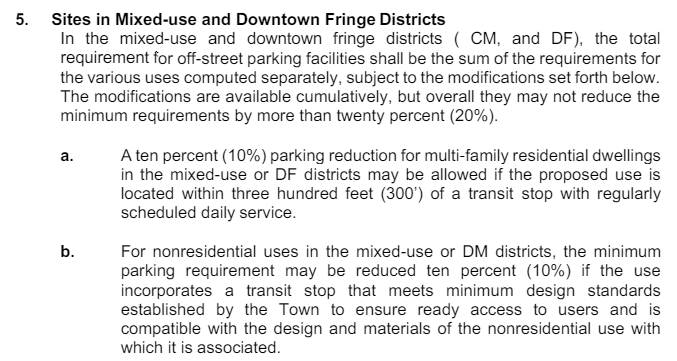 5. Sites in Mixed-use and Downtown Fringe Districts
In the mixed-use and downtown fringe districts ( CM, and DF), the total
requirement for off-street parking facilities shall be the sum of the requirements for
the various uses computed separately, subject to the modifications set forth below.
The modifications are available cumulatively, but overall they may not reduce the
minimum requirements by more than twenty percent (20%).
a. A ten percent (10%) parking reduction for multi-family residential dwellings
in the mixed-use or DF districts may be allowed if the proposed use is
located within three hundred feet (300') of a transit stop with regularly
scheduled daily service.
b. For nonresidential uses in the mixed-use or DM districts, the minimum
parking requirement may be reduced ten percent (10%) if the use
incorporates a transit stop that meets minimum design standards
established by the Town to ensure ready access to users and is
compatible with the design and materials of the nonresidential use with
which it is associated.